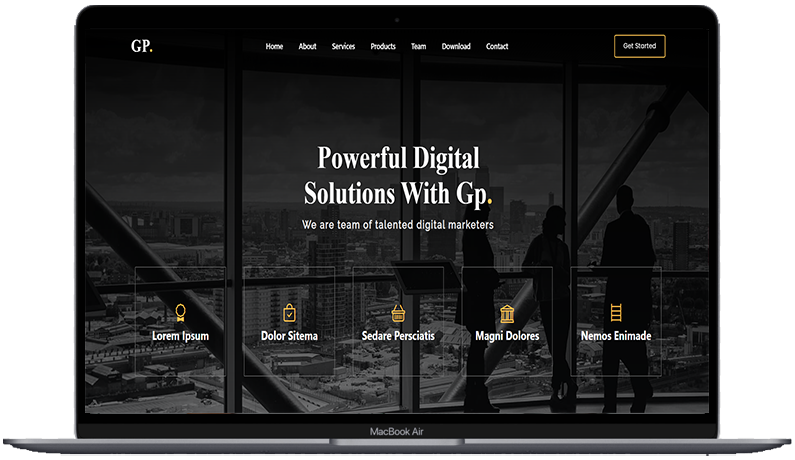 GP.
Home About Services Products Team Download Contact
Get Started
Powerful Digital
Solutions With Gp.
We are team of talented digital marketers
Lorem Ipsum
Dolor Sitema
Sedare Persciatis
Magni Dolores
Nemos Enimade
MacBook Air